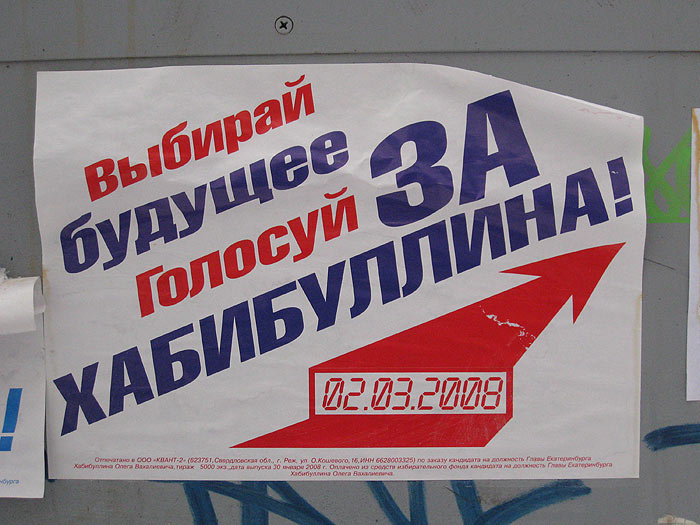 Выбирай
будущее
Голосуй ЗА
ХАБИБУЛЛИНА!
02.03.2008
Отпечатано в ООО «КВАНТ-2» (623751, Свердловская обл., г. Реж, ул. О.Кошевого,16,ИНН 6628003325) по заказу кандидата на должность Главы Екатеринбурга
Хабибуллина Олега Вахалиевича,тираж 5000 экз.,дата выпуска 30 января 2008 г. Оплачено из средств избирательного фонда кандидата на должность Главы Екатеринбурга
Хабибуллина Олега Вахалиевича.
!